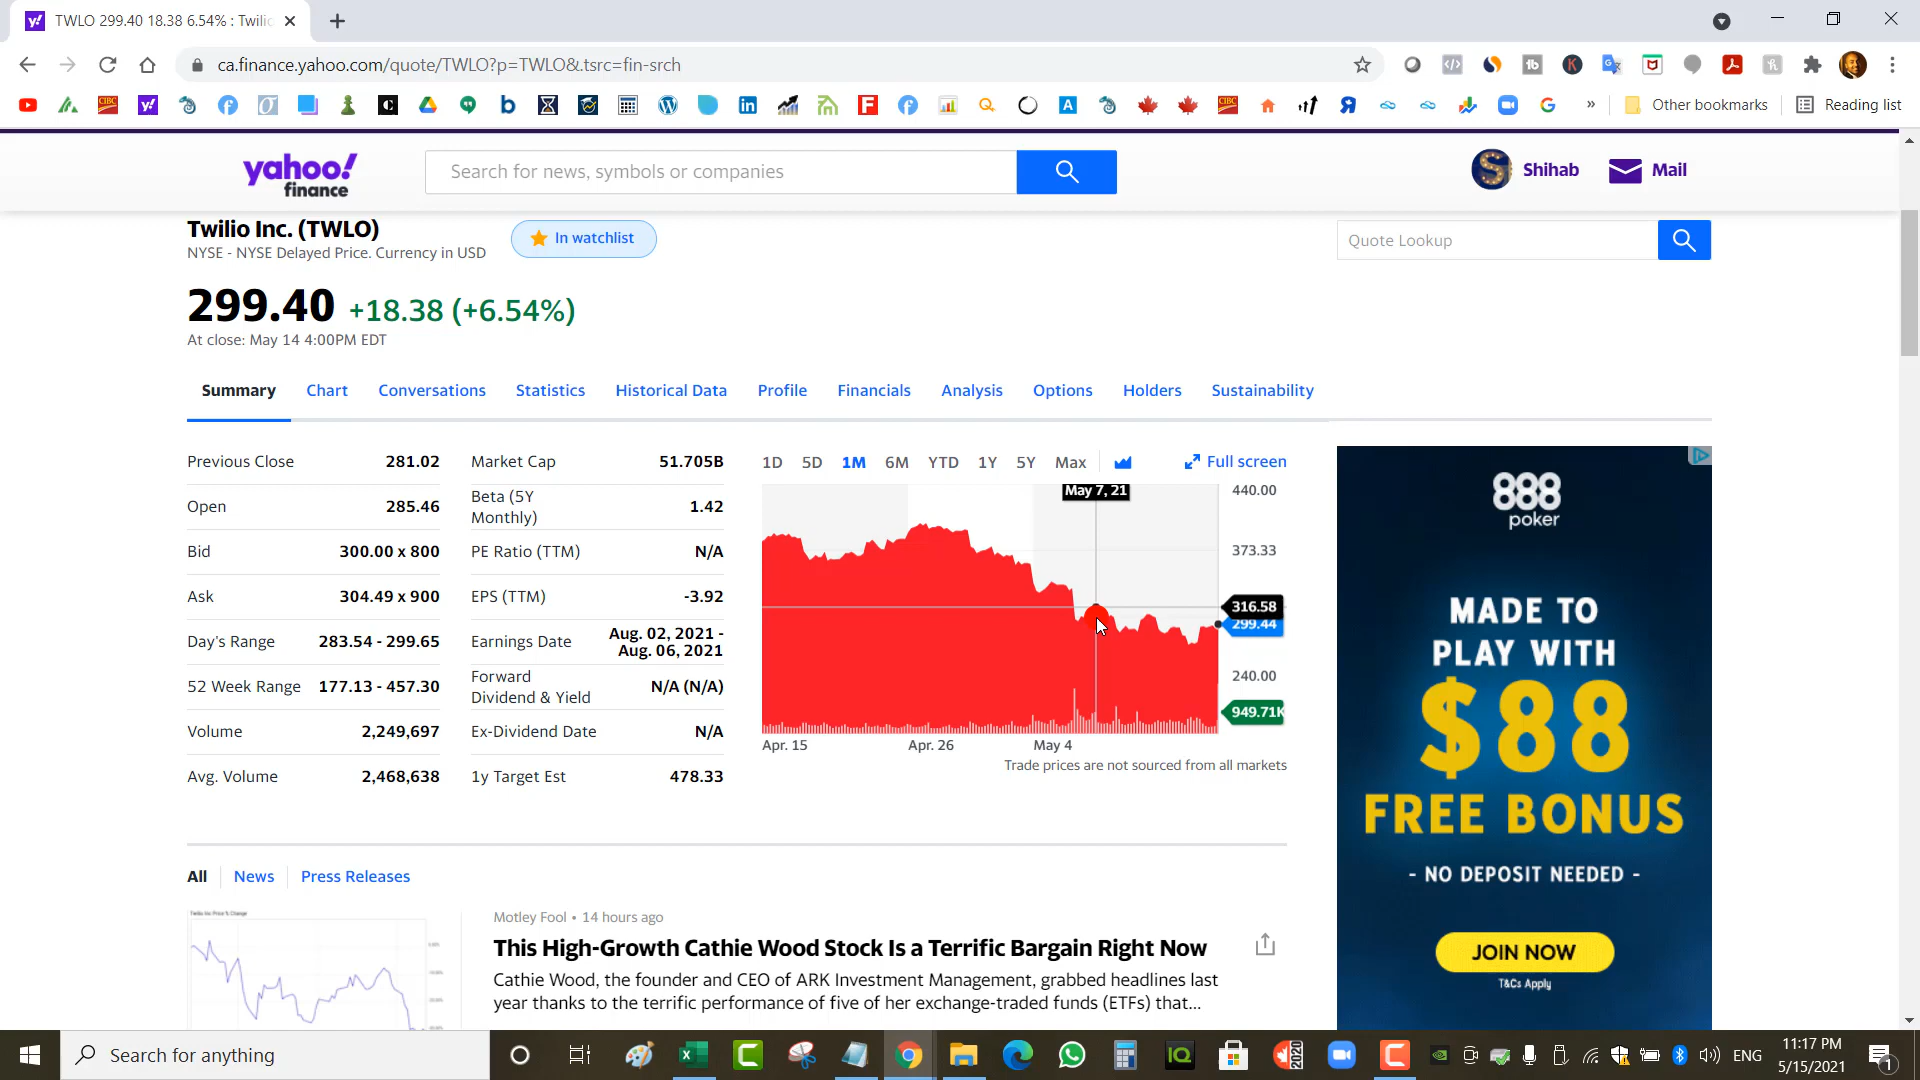 TWLO 299.40 18.38 6.54% : Twilio
ca.finance.yahoo.com/quote/TWLO?p=TWLO&.tsrc=fin-srch
Other bookmarks
Reading list
yahoo!
finance
Search for news, symbols or companies
Shihab
Mail
Twilio Inc. (TWLO)
NYSE - NYSE Delayed Price. Currency in USD
In watchlist
Quote Lookup
299.40 +18.38 (+6.54%)
At close: May 14 4:00PM EDT
Summary Chart Conversations Statistics Historical Data Profile Financials Analysis Options Holders Sustainability
Previous Close 281.02
Open 285.46
Bid 300.00 x 800
Ask 304.49 x 900
Day's Range 283.54 - 299.65
52 Week Range 177.13 - 457.30
Volume 2,249,697
Avg. Volume 2,468,638
Market Cap 51.705B
Beta (5Y
Monthly) 1.42
PE Ratio (TTM) N/A
EPS (TTM) -3.92
Earnings Date Aug. 02, 2021 -
Aug. 06, 2021
Forward
Dividend & Yield N/A (N/A)
Ex-Dividend Date N/A
1y Target Est 478.33
1D 5D 1M 6M YTD 1Y 5Y Max Full screen
May 7, 21
440.00
373.33
316.58
299.44
240.00
949.71K
Apr. 15 Apr. 26 May 4
Trade prices are not sourced from all markets
888
poker
MADE TO
PLAY WITH
$88
FREE BONUS
- NO DEPOSIT NEEDED -
JOIN NOW
T&Cs Apply
All News Press Releases
Twilio Inc Price % Change
Motley Fool • 14 hours ago
This High-Growth Cathie Wood Stock Is a Terrific Bargain Right Now
Cathie Wood, the founder and CEO of ARK Investment Management, grabbed headlines last
year thanks to the terrific performance of five of her exchange-traded funds (ETFs) that...
Search for anything
ENG
11:17 PM
5/15/2021
1